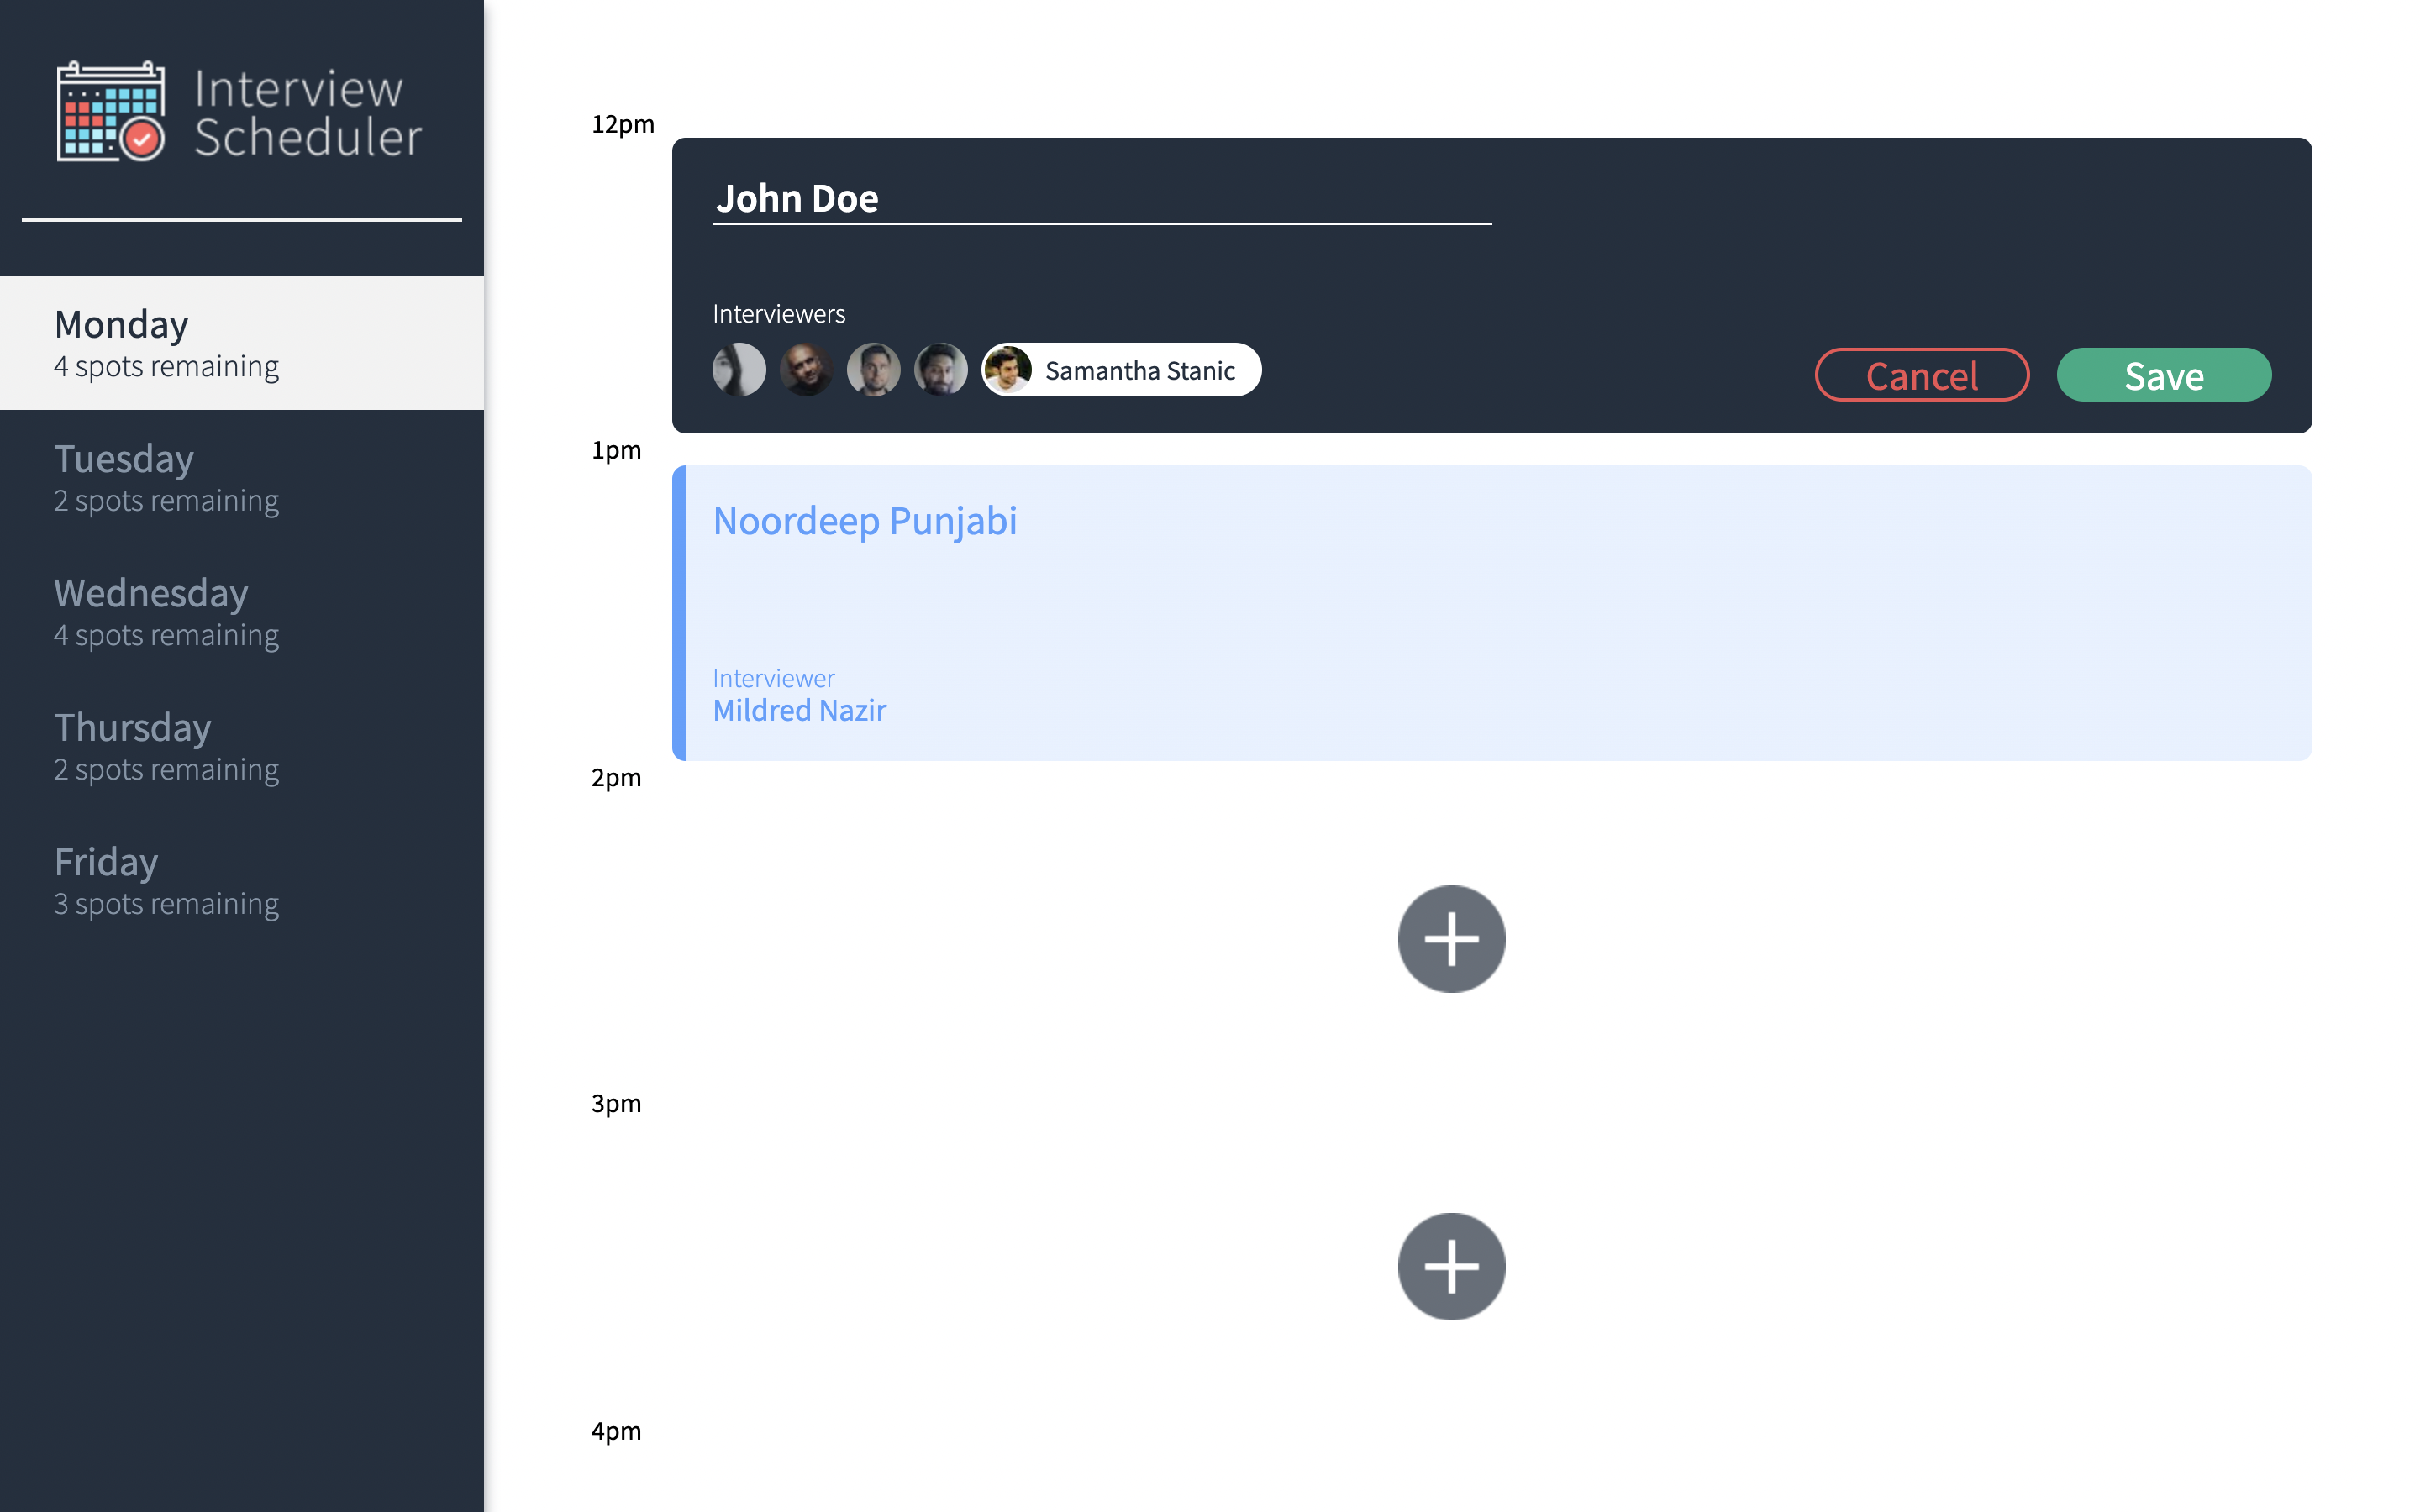 Interview
Scheduler
Monday
4 spots remaining
Tuesday
2 spots remaining
Wednesday
4 spots remaining
Thursday
2 spots remaining
Friday
3 spots remaining
12pm
John Doe
Interviewers
Samantha Stanic
Cancel
Save
1pm
Noordeep Punjabi
Interviewer
Mildred Nazir
2pm
3pm
4pm